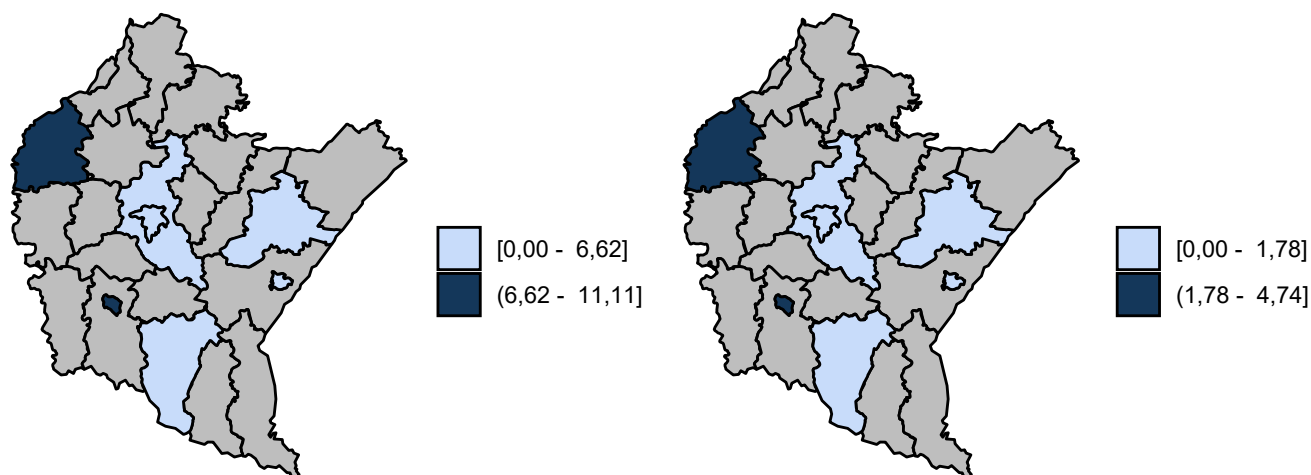 [0,00 -  6,62]
(6,62 -  11,11]
[0,00 -  1,78]
(1,78 -  4,74]